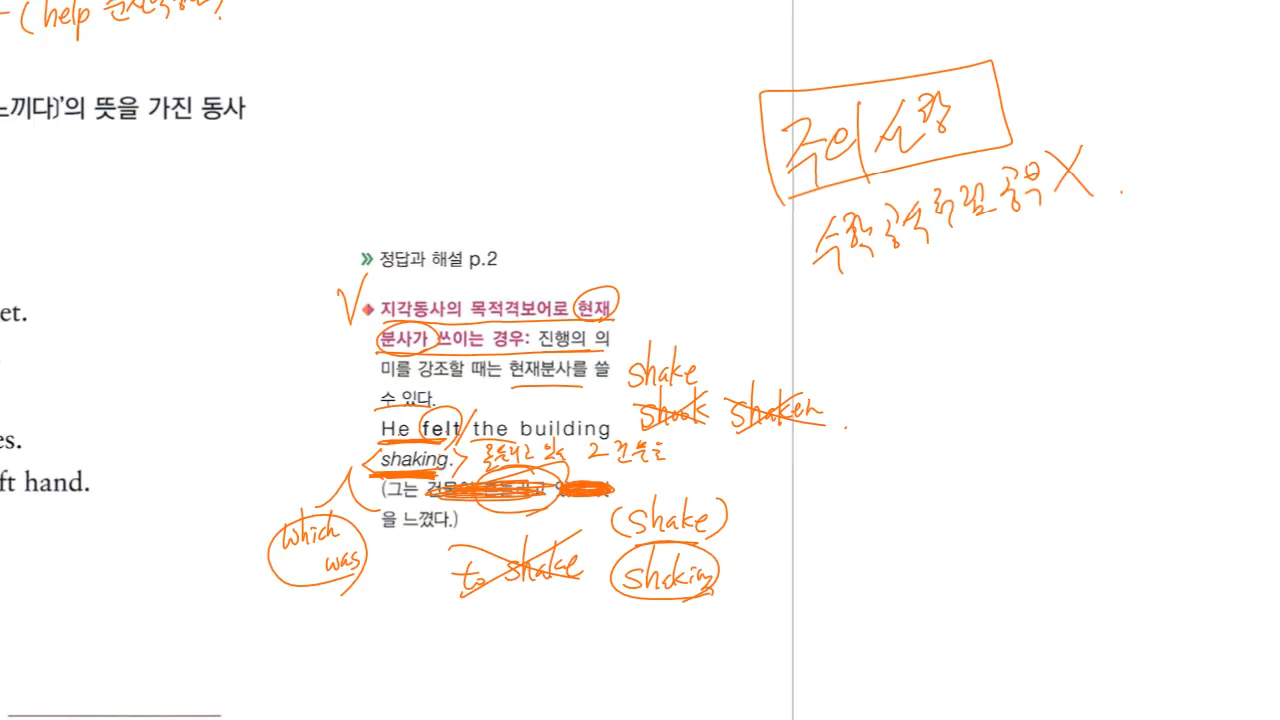 - (help
느끼다)'의 뜻을 가진 동사
주의 사항
수학 공식처럼 공부 X.
» 정답과 해설 p.2
V
◆ 지각동사의 목적격보어로 현재
분사가 쓰이는 경우: 진행의 의
미를 강조할 때는 현재분사를 쓸
수 있다.
shake
shook shaken.
He felt / the building
<shaking.> 흔들리고 있는 그 건물을
et.
es.
ft hand.
(그는 건물이 흔들리고 있
을 느꼈다.)
which
was
(shake)
to shake
shaking